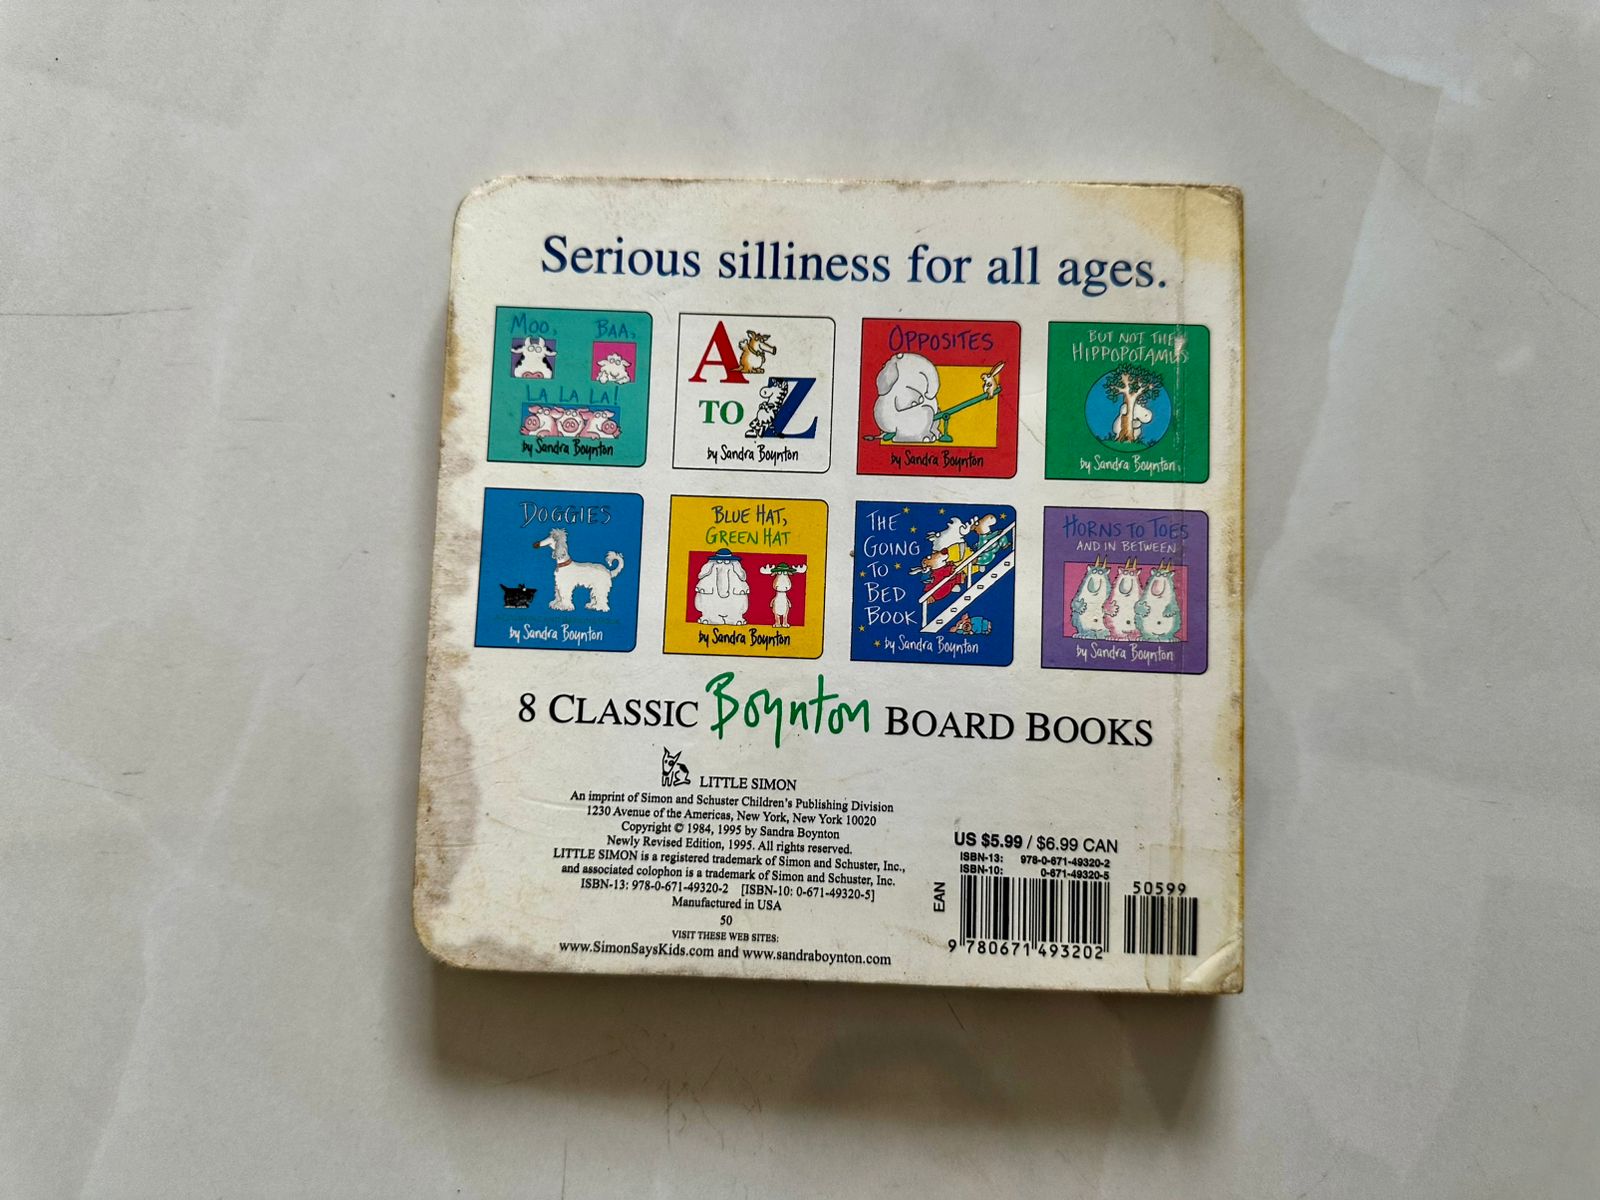 Serious silliness for all ages.
MOO, BAA,
LA LA LA!
by Sandra Boynton
A
TO Z
by Sandra Boynton
OPPOSITES
by Sandra Boynton
BUT NOT THE
HIPPOPOTAMUS
by Sandra Boynton
DOGGIES
by Sandra Boynton
BLUE HAT,
GREEN HAT
by Sandra Boynton
THE
GOING
TO
BED
BOOK
by Sandra Boynton
HORNS TO TOES
AND IN BETWEEN
by Sandra Boynton
8 CLASSIC Boynton BOARD BOOKS
LITTLE SIMON
An imprint of Simon and Schuster Children's Publishing Division
1230 Avenue of the Americas, New York, New York 10020
Copyright © 1984, 1995 by Sandra Boynton
Newly Revised Edition, 1995. All rights reserved.
LITTLE SIMON is a registered trademark of Simon and Schuster, Inc.,
and associated colophon is a trademark of Simon and Schuster, Inc.
ISBN-13: 978-0-671-49320-2 [ISBN-10: 0-671-49320-5]
Manufactured in USA
50
VISIT THESE WEB SITES:
www.SimonSaysKids.com and www.sandraboynton.com
US $5.99 / $6.99 CAN
ISBN-13: 978-0-671-49320-2
ISBN-10: 0-671-49320-5
EAN
50599
9 780671 493202